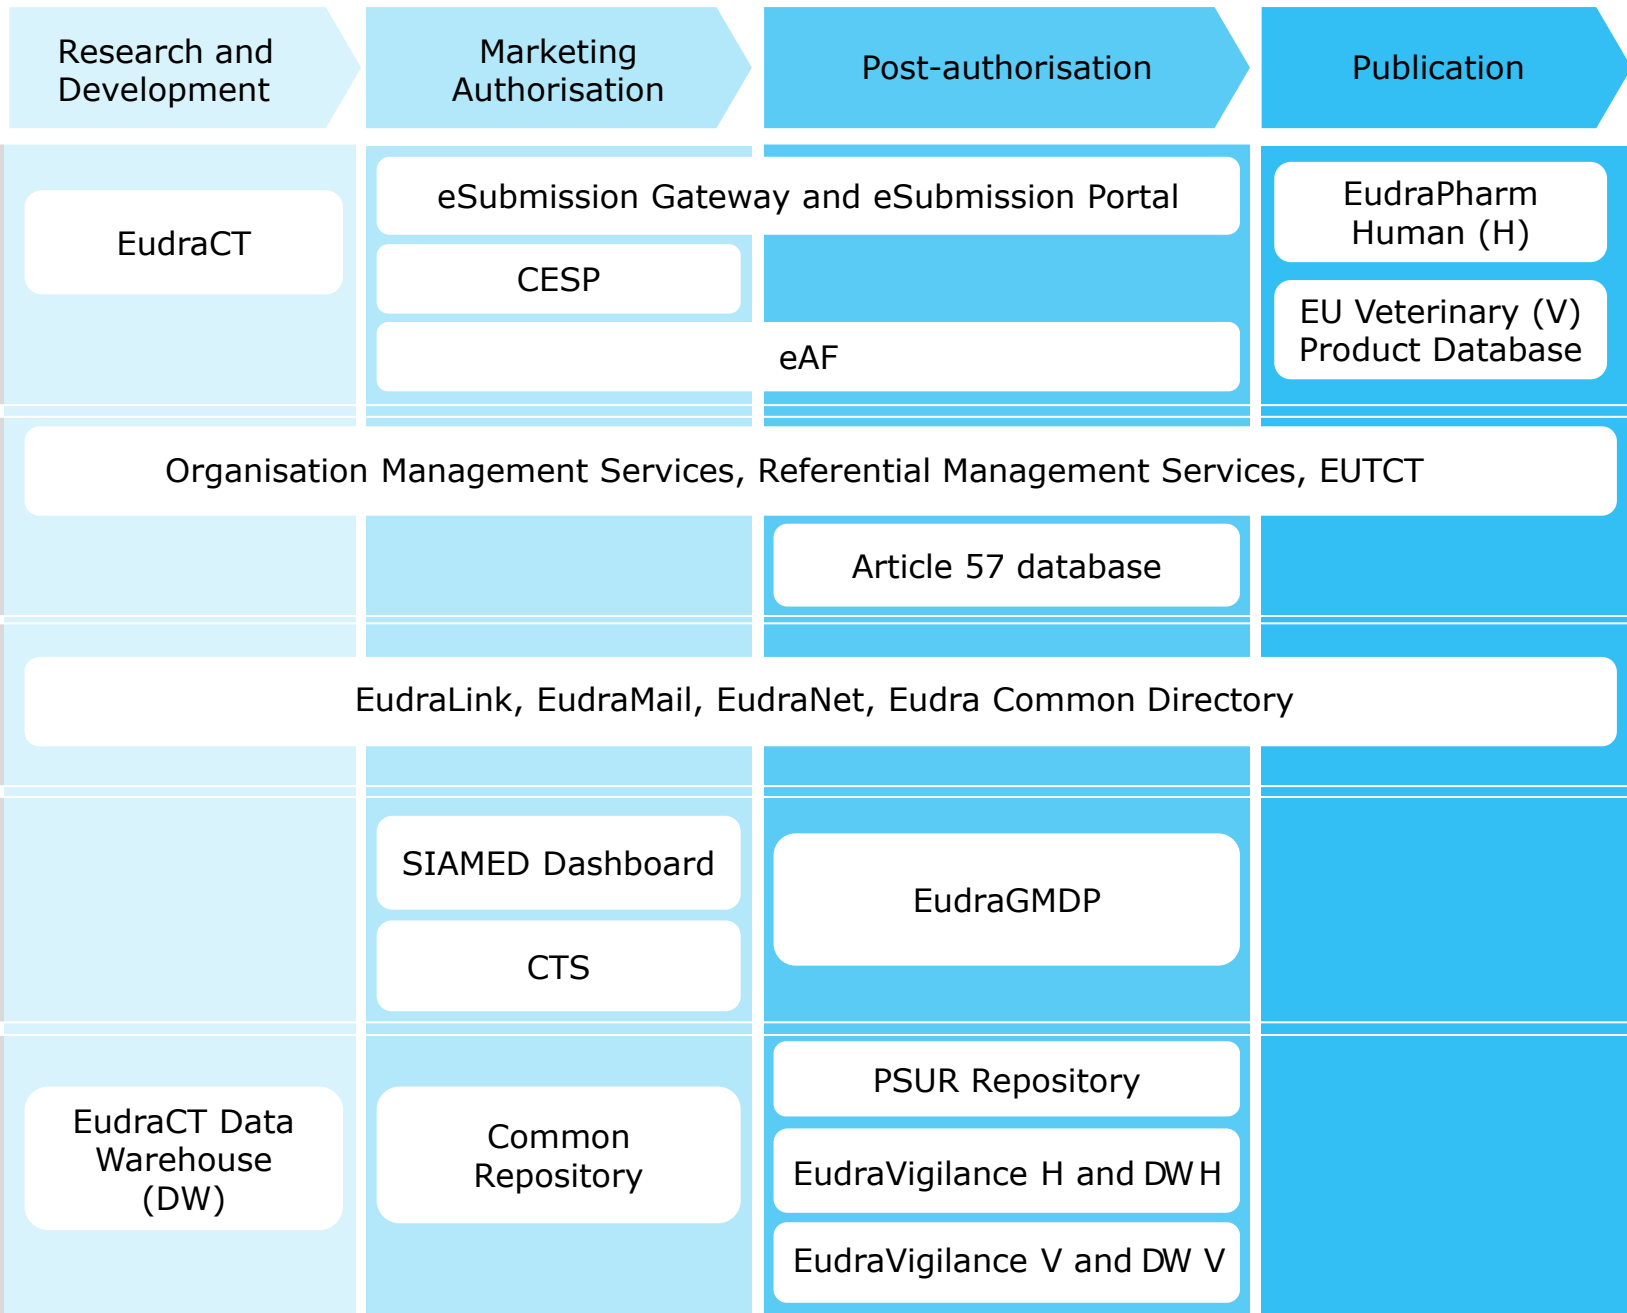 Research and
Development
Marketing
Authorisation
Post-authorisation
Publication
eSubmission Gateway and eSubmission Portal
EudraCT
CESP
eAF
EudraPharm
Human (H)
EU Veterinary (V)
Product Database
Organisation Management Services, Referential Management Services, EUTCT
Article 57 database
EudraLink, EudraMail, EudraNet, Eudra Common Directory
SIAMED Dashboard
CTS
EudraGMDP
EudraCT Data
Warehouse
(DW)
Common
Repository
PSUR Repository
EudraVigilance H and DW H
EudraVigilance V and DW V